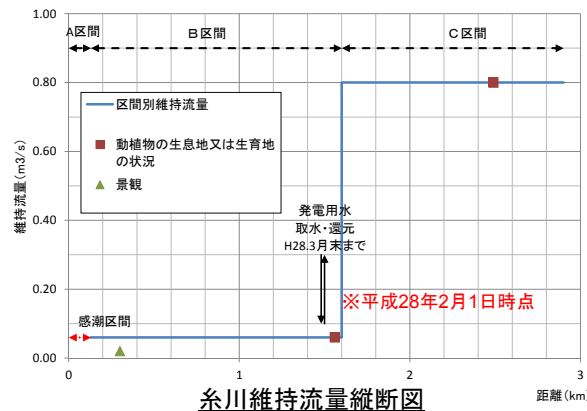 A区間
B区間
C区間
1.00
0.80
0.60
0.40
0.20
0.00
維持流量(m3/s)
区間別維持流量
動植物の生息地又は生育地
の状況
景観
発電用水
取水・還元
H28.3月末まで
※平成28年2月1日時点
感潮区間
0
1
2
3
距離(km)
糸川維持流量縦断図